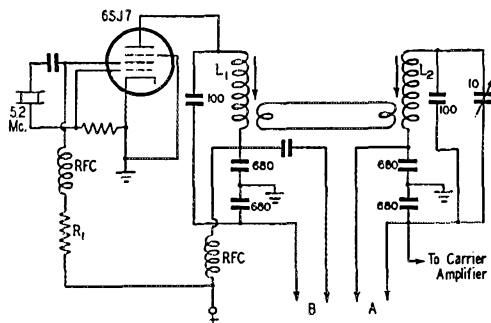 6SJ7
5.2
Mc.
RFC
R1
100
L1
680
680
RFC
B
A
L2
100
10
680
680
To Carrier
Amplifier
+